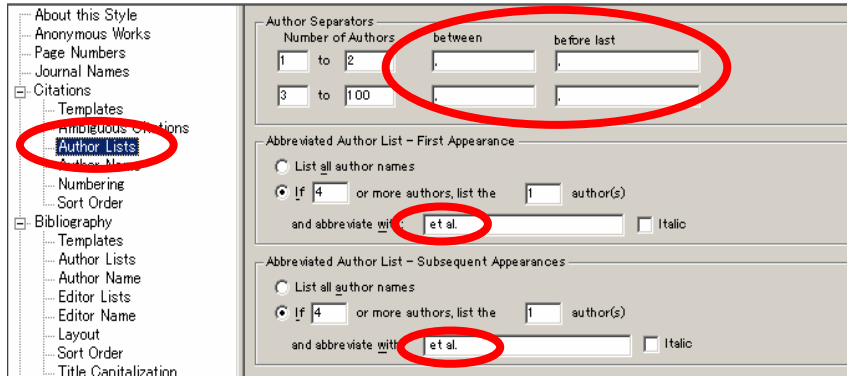 About this Style
Anonymous Works
Page Numbers
Journal Names
Citations
Templates
Ambiguous Citations
Author Lists
Author Name
Numbering
Sort Order
Bibliography
Templates
Author Lists
Author Name
Editor Lists
Editor Name
Layout
Sort Order
Title Capitalization
Author Separators
Number of Authors between before last
1 to 2 , ,
3 to 100 , ,
Abbreviated Author List - First Appearance
List all author names
If 4 or more authors, list the 1 author(s)
and abbreviate with: et al. Italic
Abbreviated Author List - Subsequent Appearances
List all author names
If 4 or more authors, list the 1 author(s)
and abbreviate with: et al. Italic